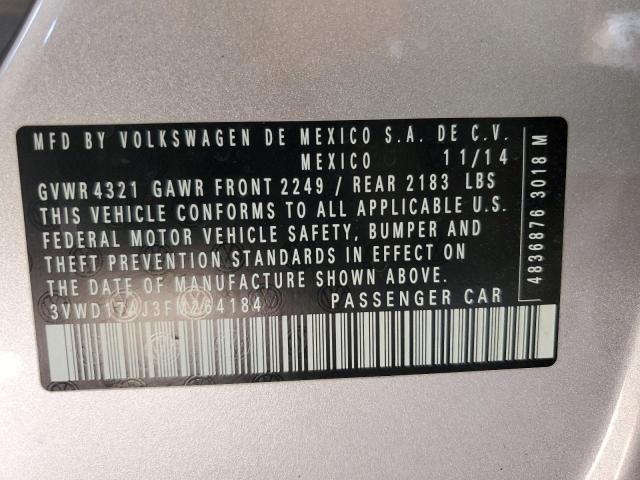 MFD BY VOLKSWAGEN DE MEXICO S.A. DE C.V.
MEXICO 11/14
GVWR 4321 GAWR FRONT 2249 / REAR 2183 LBS
THIS VEHICLE CONFORMS TO ALL APPLICABLE U.S.
FEDERAL MOTOR VEHICLE SAFETY, BUMPER AND
THEFT PREVENTION STANDARDS IN EFFECT ON
THE DATE OF MANUFACTURE SHOWN ABOVE.
3VWD17AJ3FM264184 PASSENGER CAR
4836876 3018 M